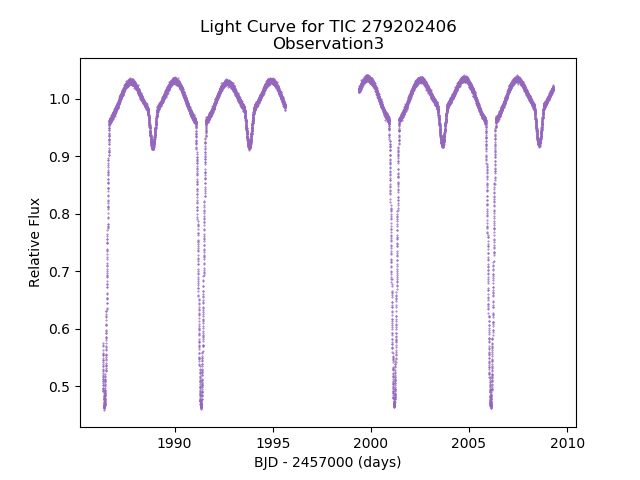 Light Curve for TIC 279202406
Observation3
Relative Flux
1.0
0.9
0.8
0.7
0.6
0.5
1990 1995 2000 2005 2010
BJD - 2457000 (days)